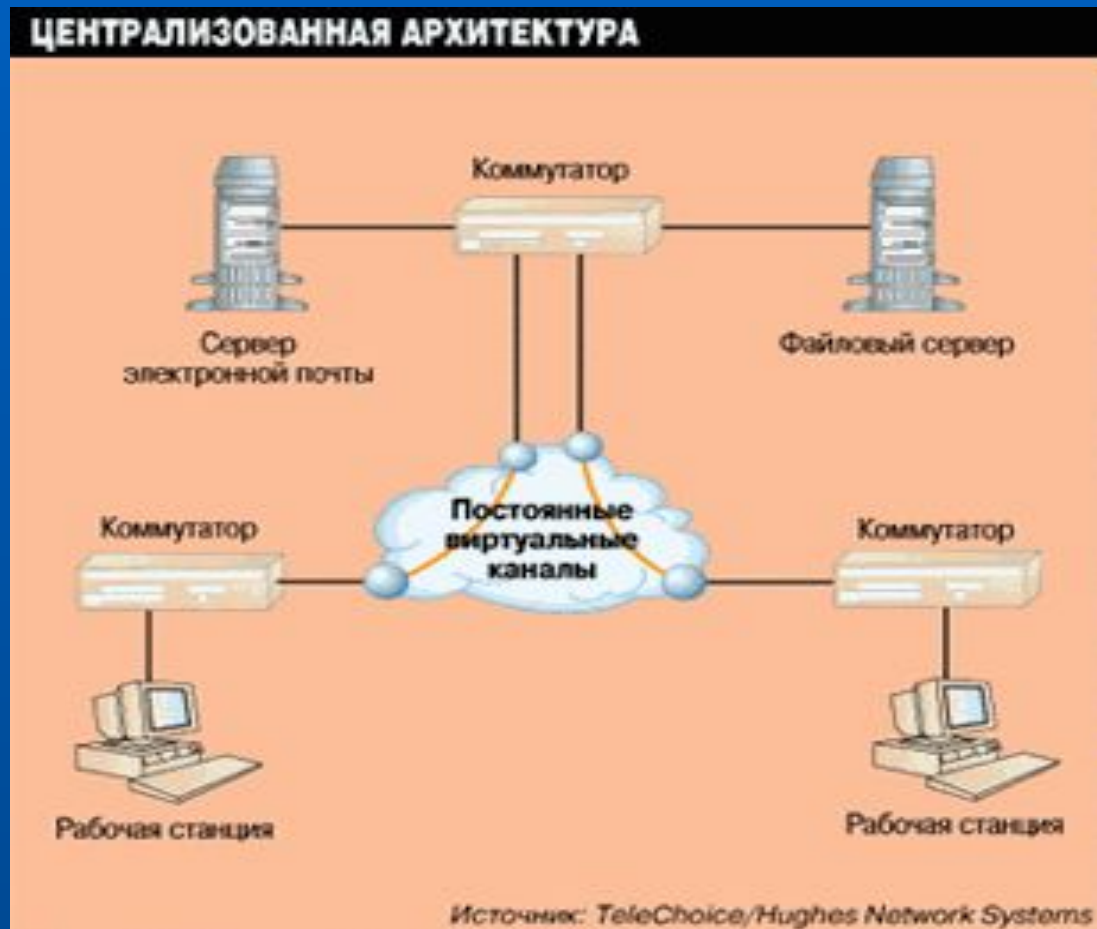 ЦЕНТРАЛИЗОВАННАЯ АРХИТЕКТУРА
Коммутатор
Сервер
электронной почты
Файловый сервер
Постоянные
виртуальные
каналы
Коммутатор
Коммутатор
Рабочая станция
Рабочая станция
Источник: TeleChoice/Hughes Network Systems